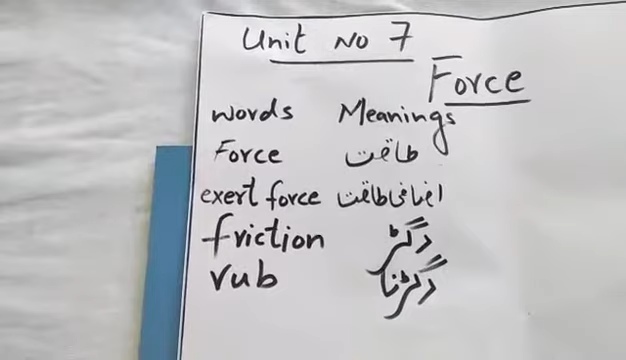 Unit No 7
Force
words Meanings
Force طاقت
exert force اضافی طاقت
friction رگڑ
rub رگڑنا